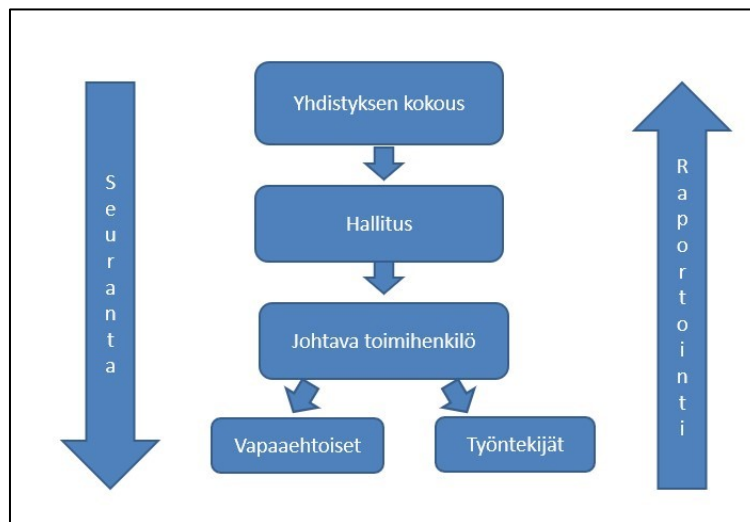 Yhdistyksen kokous
Seuranta
Raportointi
Hallitus
Johtava toimihenkilö
Vapaaehtoiset
Työntekijät